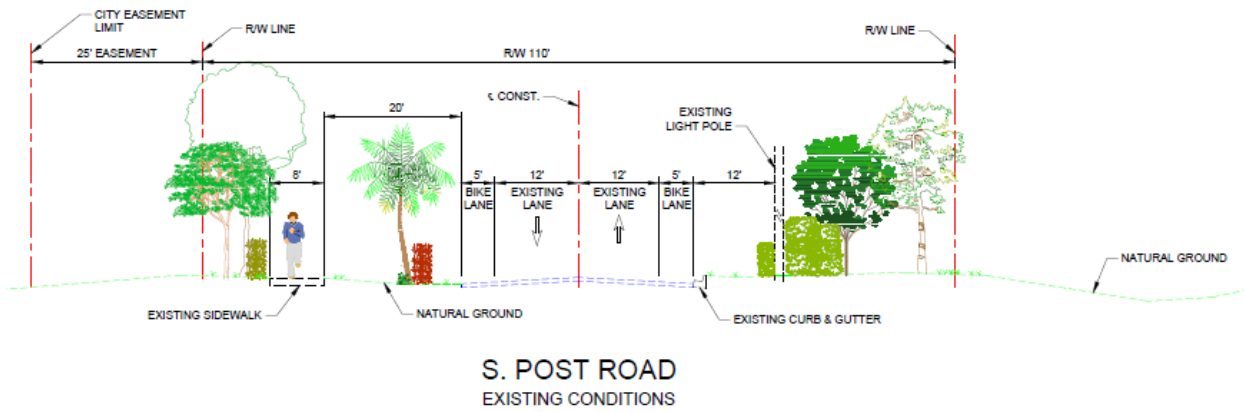 CITY EASEMENT
LIMIT
R/W LINE
R/W LINE
25' EASEMENT
R/W 110'
℄ CONST.
20'
EXISTING
LIGHT POLE
8'
5'
BIKE
LANE
12'
EXISTING
LANE
12'
EXISTING
LANE
5'
BIKE
LANE
12'
NATURAL GROUND
EXISTING SIDEWALK
NATURAL GROUND
EXISTING CURB & GUTTER
S. POST ROAD
EXISTING CONDITIONS